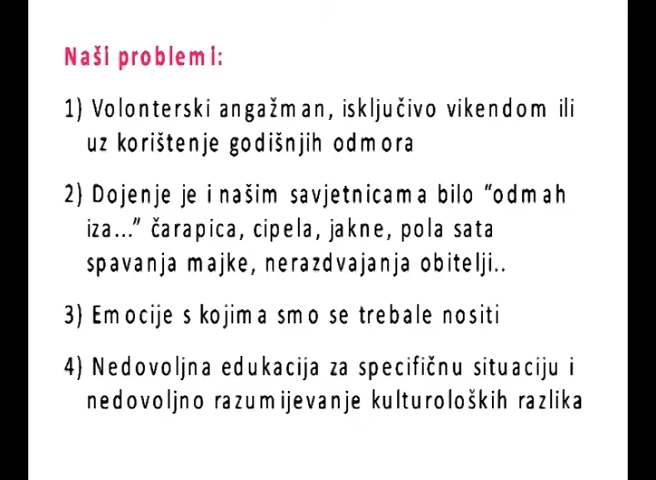 Naši problemi:
1) Volonterski angažman, isključivo vikendom ili
uz korištenje godišnjih odmora
2) Dojenje je i našim savjetnicama bilo “odmah
iza...” čarapica, cipela, jakne, pola sata
spavanja majke, nerazdvajanja obitelji..
3) Emocije s kojima smo se trebale nositi
4) Nedovoljna edukacija za specifičnu situaciju i
nedovoljno razumijevanje kulturoloških razlika